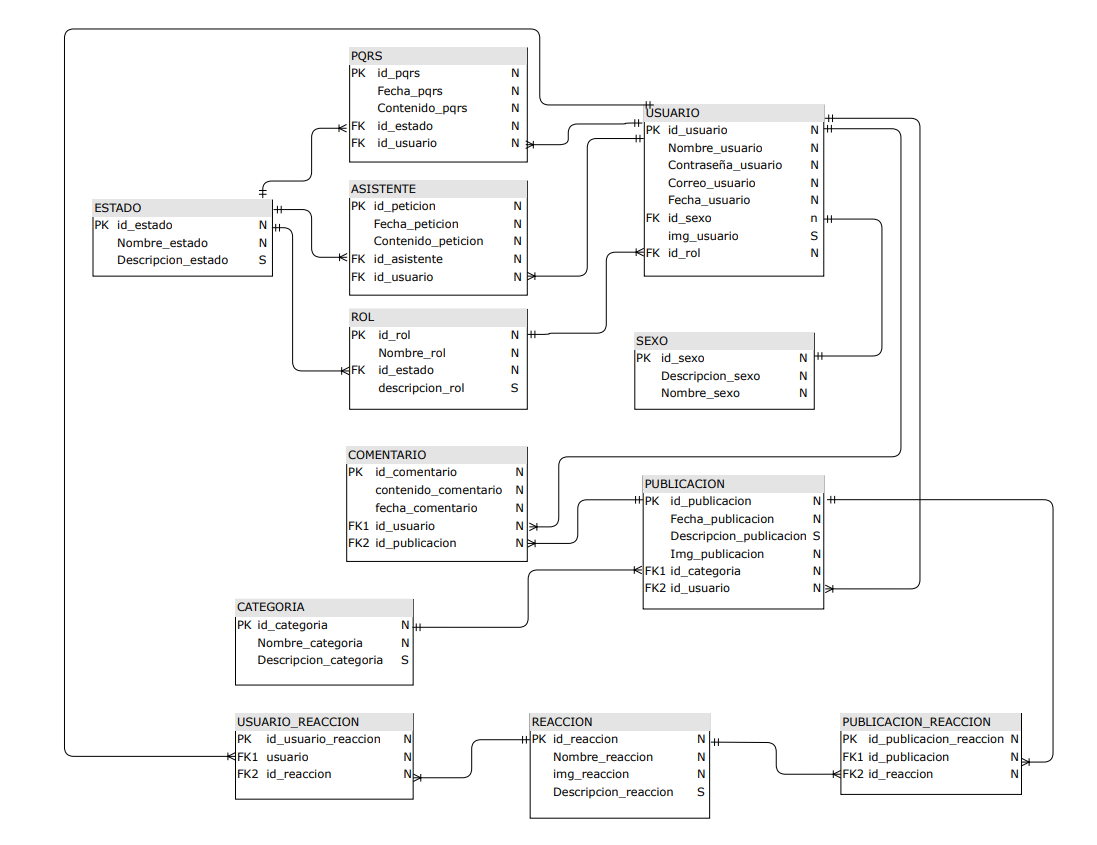 PQRS
PK id_pqrs N
Fecha_pqrs N
Contenido_pqrs N
FK id_estado N
FK id_usuario N
USUARIO
PK id_usuario N
Nombre_usuario N
Contraseña_usuario N
Correo_usuario N
Fecha_usuario N
FK id_sexo n
img_usuario S
FK id_rol N
ASISTENTE
PK id_peticion N
Fecha_peticion N
Contenido_peticion N
FK id_asistente N
FK id_usuario N
ESTADO
PK id_estado N
Nombre_estado N
Descripcion_estado S
ROL
PK id_rol N
Nombre_rol N
FK id_estado N
descripcion_rol S
SEXO
PK id_sexo N
Descripcion_sexo N
Nombre_sexo N
COMENTARIO
PK id_comentario N
contenido_comentario N
fecha_comentario N
FK1 id_usuario N
FK2 id_publicacion N
PUBLICACION
PK id_publicacion N
Fecha_publicacion N
Descripcion_publicacion S
Img_publicacion N
FK1 id_categoria N
FK2 id_usuario N
CATEGORIA
PK id_categoria N
Nombre_categoria N
Descripcion_categoria S
USUARIO_REACCION
PK id_usuario_reaccion N
FK1 usuario N
FK2 id_reaccion N
REACCION
PK id_reaccion N
Nombre_reaccion N
img_reaccion N
Descripcion_reaccion S
PUBLICACION_REACCION
PK id_publicacion_reaccion N
FK1 id_publicacion N
FK2 id_reaccion N